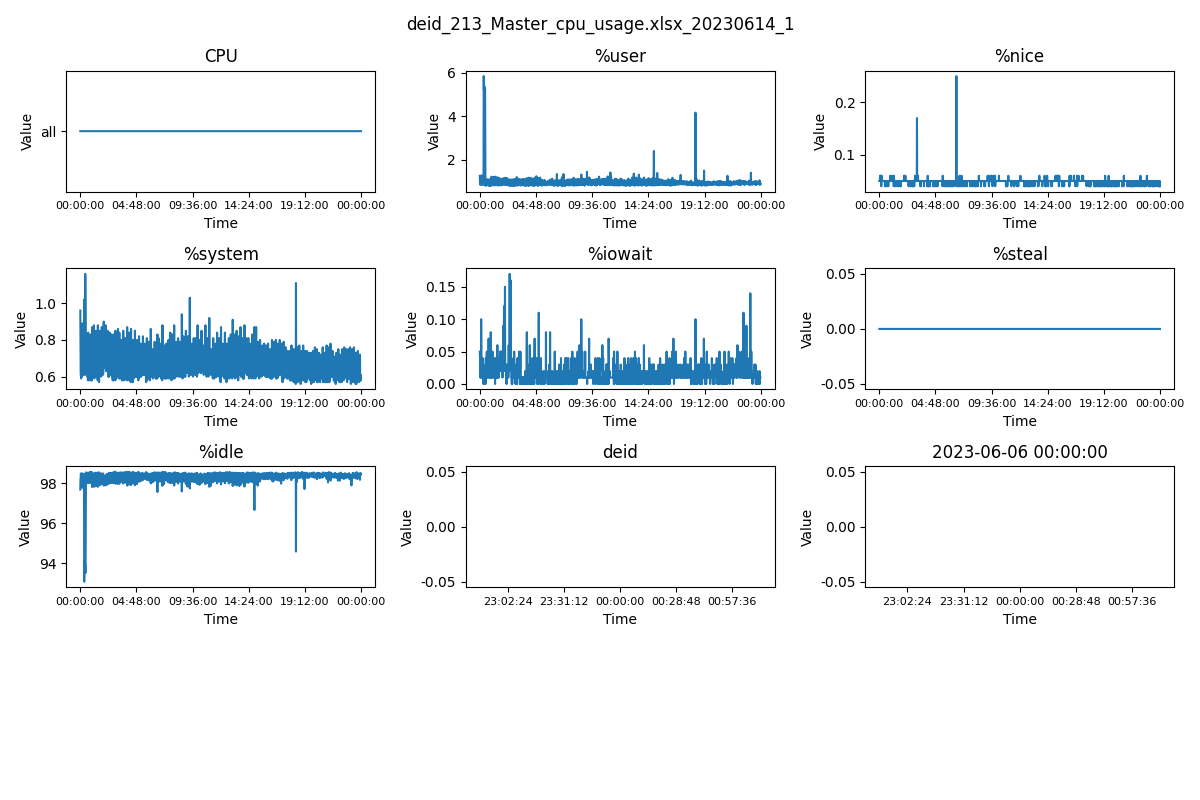 deid_213_Master_cpu_usage.xlsx_20230614_1
CPU
%user
%nice
Value
all
00:00:00 04:48:00 09:36:00 14:24:00 19:12:00 00:00:00
Time
Value
6
4
2
00:00:00 04:48:00 09:36:00 14:24:00 19:12:00 00:00:00
Time
Value
0.2
0.1
00:00:00 04:48:00 09:36:00 14:24:00 19:12:00 00:00:00
Time
%system
%iowait
%steal
Value
1.0
0.8
0.6
00:00:00 04:48:00 09:36:00 14:24:00 19:12:00 00:00:00
Time
Value
0.15
0.10
0.05
0.00
00:00:00 04:48:00 09:36:00 14:24:00 19:12:00 00:00:00
Time
Value
0.05
0.00
-0.05
00:00:00 04:48:00 09:36:00 14:24:00 19:12:00 00:00:00
Time
%idle
deid
2023-06-06 00:00:00
Value
98
96
94
00:00:00 04:48:00 09:36:00 14:24:00 19:12:00 00:00:00
Time
Value
0.05
0.00
-0.05
23:02:24 23:31:12 00:00:00 00:28:48 00:57:36
Time
Value
0.05
0.00
-0.05
23:02:24 23:31:12 00:00:00 00:28:48 00:57:36
Time